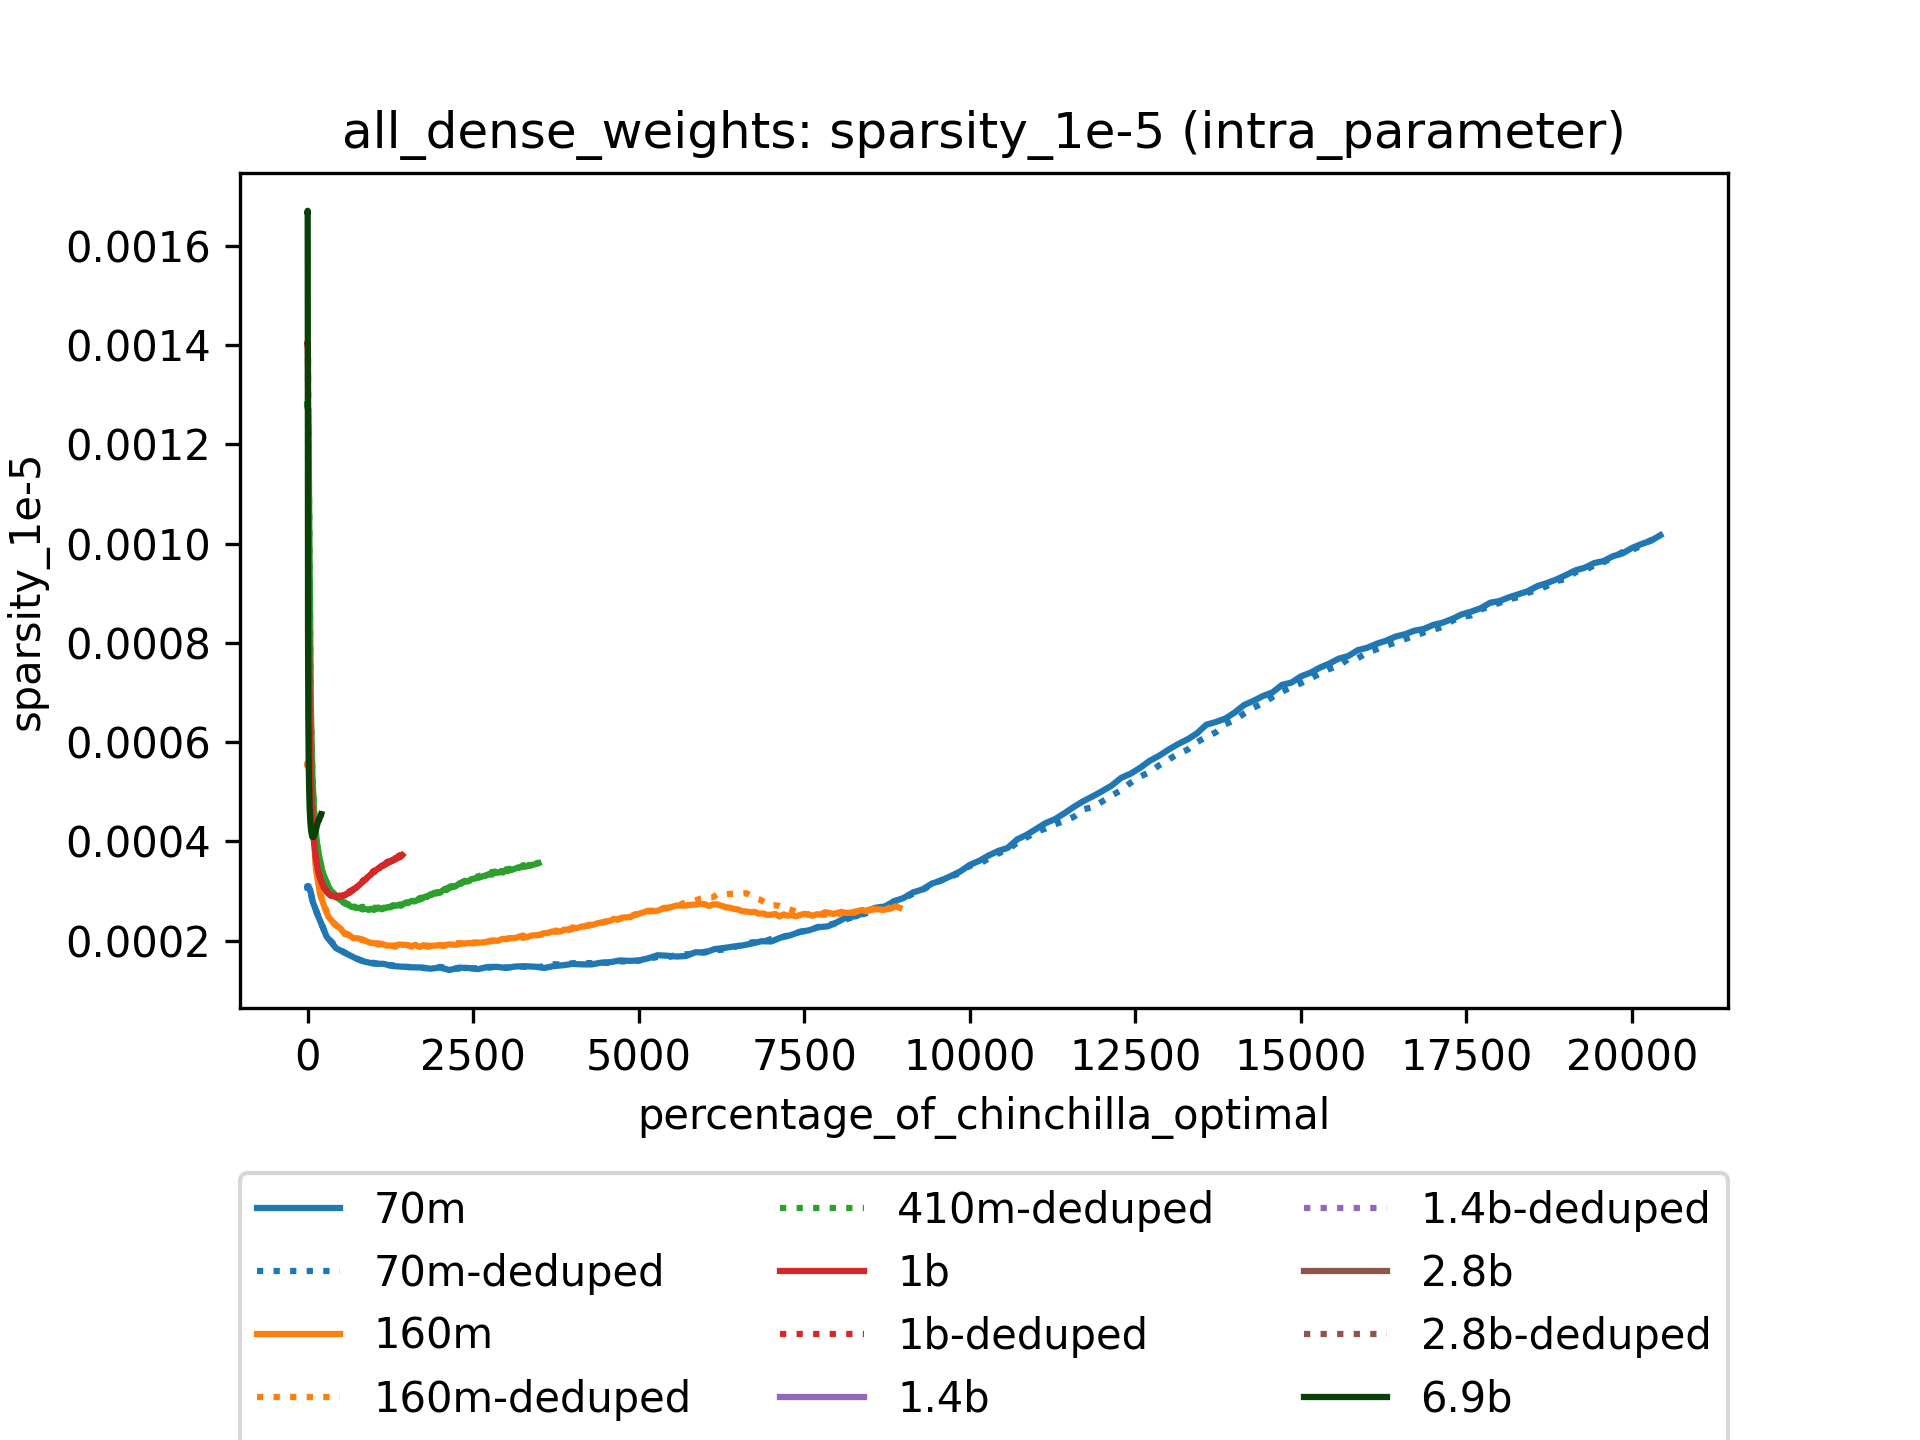 all_dense_weights: sparsity_1e-5 (intra_parameter)
sparsity_1e-5
0.0016
0.0014
0.0012
0.0010
0.0008
0.0006
0.0004
0.0002
0 2500 5000 7500 10000 12500 15000 17500 20000
percentage_of_chinchilla_optimal
70m
70m-deduped
160m
160m-deduped
410m-deduped
1b
1b-deduped
1.4b
1.4b-deduped
2.8b
2.8b-deduped
6.9b